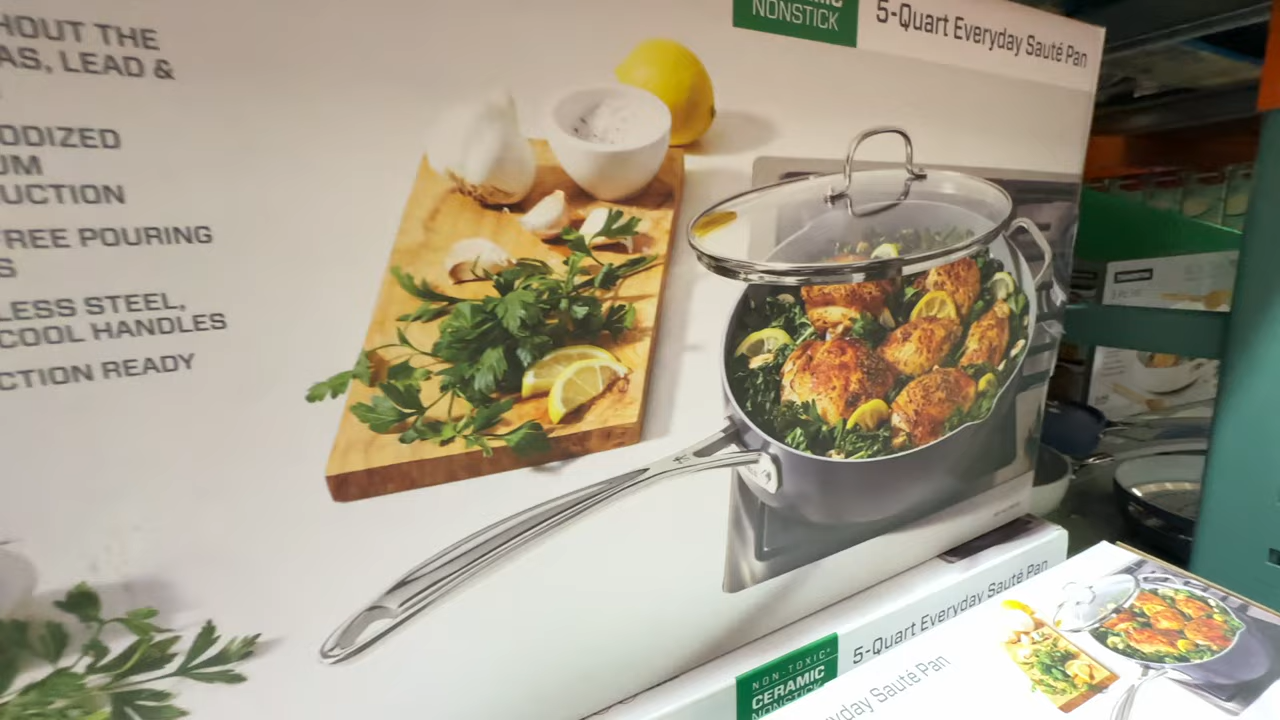 HOUT THE
AS, LEAD &
ODIZED
UM
UCTION
FREE POURING
S
LESS STEEL,
COOL HANDLES
CTION READY
NONSTICK
5-Quart Everyday Sauté Pan
NON-TOXIC
CERAMIC
NONSTICK
5-Quart Everyday Sauté Pan
yday Sauté Pan